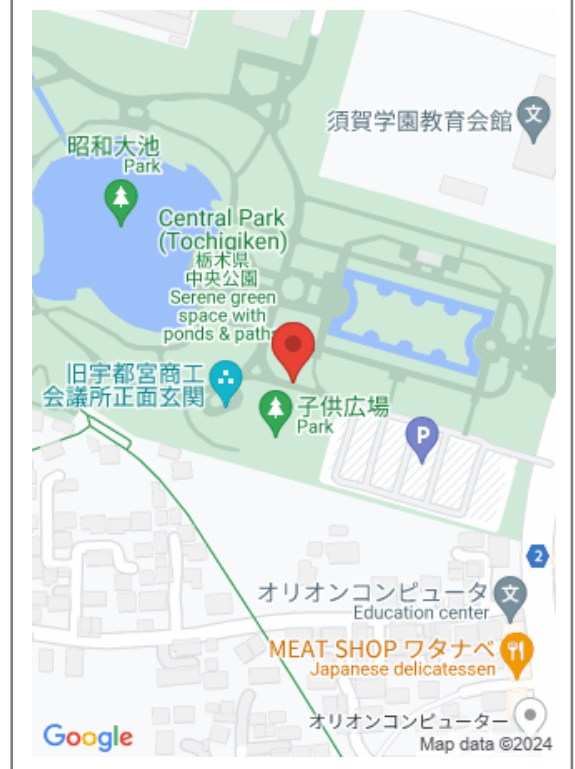 須賀学園教育会館
昭和大池
Park
Central Park
(Tochigiken)
栃木県
中央公園
Serene green
space with
ponds & paths
旧宇都宮商工
会議所正面玄関
子供広場
Park
P
2
オリオンコンピュータ
Education center
MEAT SHOP ワタナベ
Japanese delicatessen
オリオンコンピューター
Google
Map data ©2024